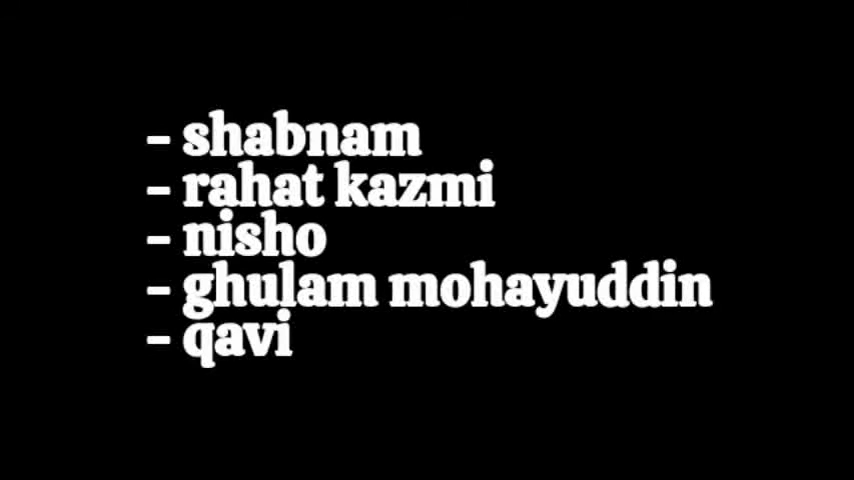 - shabnam
- rahat kazmi
- nisho
- ghulam mohayuddin
- qavi